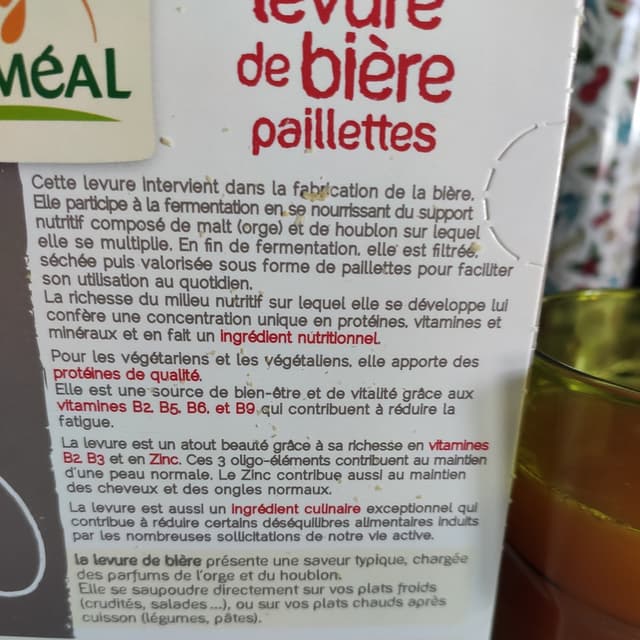 levure
de bière
paillettes
MÉAL
Cette levure intervient dans la fabrication de la bière.
Elle participe à la fermentation en se nourrissant du support
nutritif composé de malt (orge) et de houblon sur lequel
elle se multiplie. En fin de fermentation, elle est filtrée,
séchée puis valorisée sous forme de paillettes pour faciliter
son utilisation au quotidien.
La richesse du milieu nutritif sur lequel elle se développe lui
confère une concentration unique en protéines, vitamines et
minéraux et en fait un ingrédient nutritionnel.
Pour les végétariens et les végétaliens, elle apporte des
protéines de qualité.
Elle est une source de bien-être et de vitalité grâce aux
vitamines B2, B5, B6, et B9 qui contribuent à réduire la
fatigue.
La levure est un atout beauté grâce à sa richesse en vitamines
B2, B3 et en Zinc. Ces 3 oligo-éléments contribuent au maintien
d'une peau normale. Le Zinc contribue aussi au maintien
des cheveux et des ongles normaux.
La levure est aussi un ingrédient culinaire exceptionnel qui
contribue à réduire certains déséquilibres alimentaires induits
par les nombreuses sollicitations de notre vie active.
la levure de bière présente une saveur typique, chargée
des parfums de l'orge et du houblon.
Elle se saupoudre directement sur vos plats froids
(crudités, salades ...), ou sur vos plats chauds après
cuisson (légumes, pâtes).